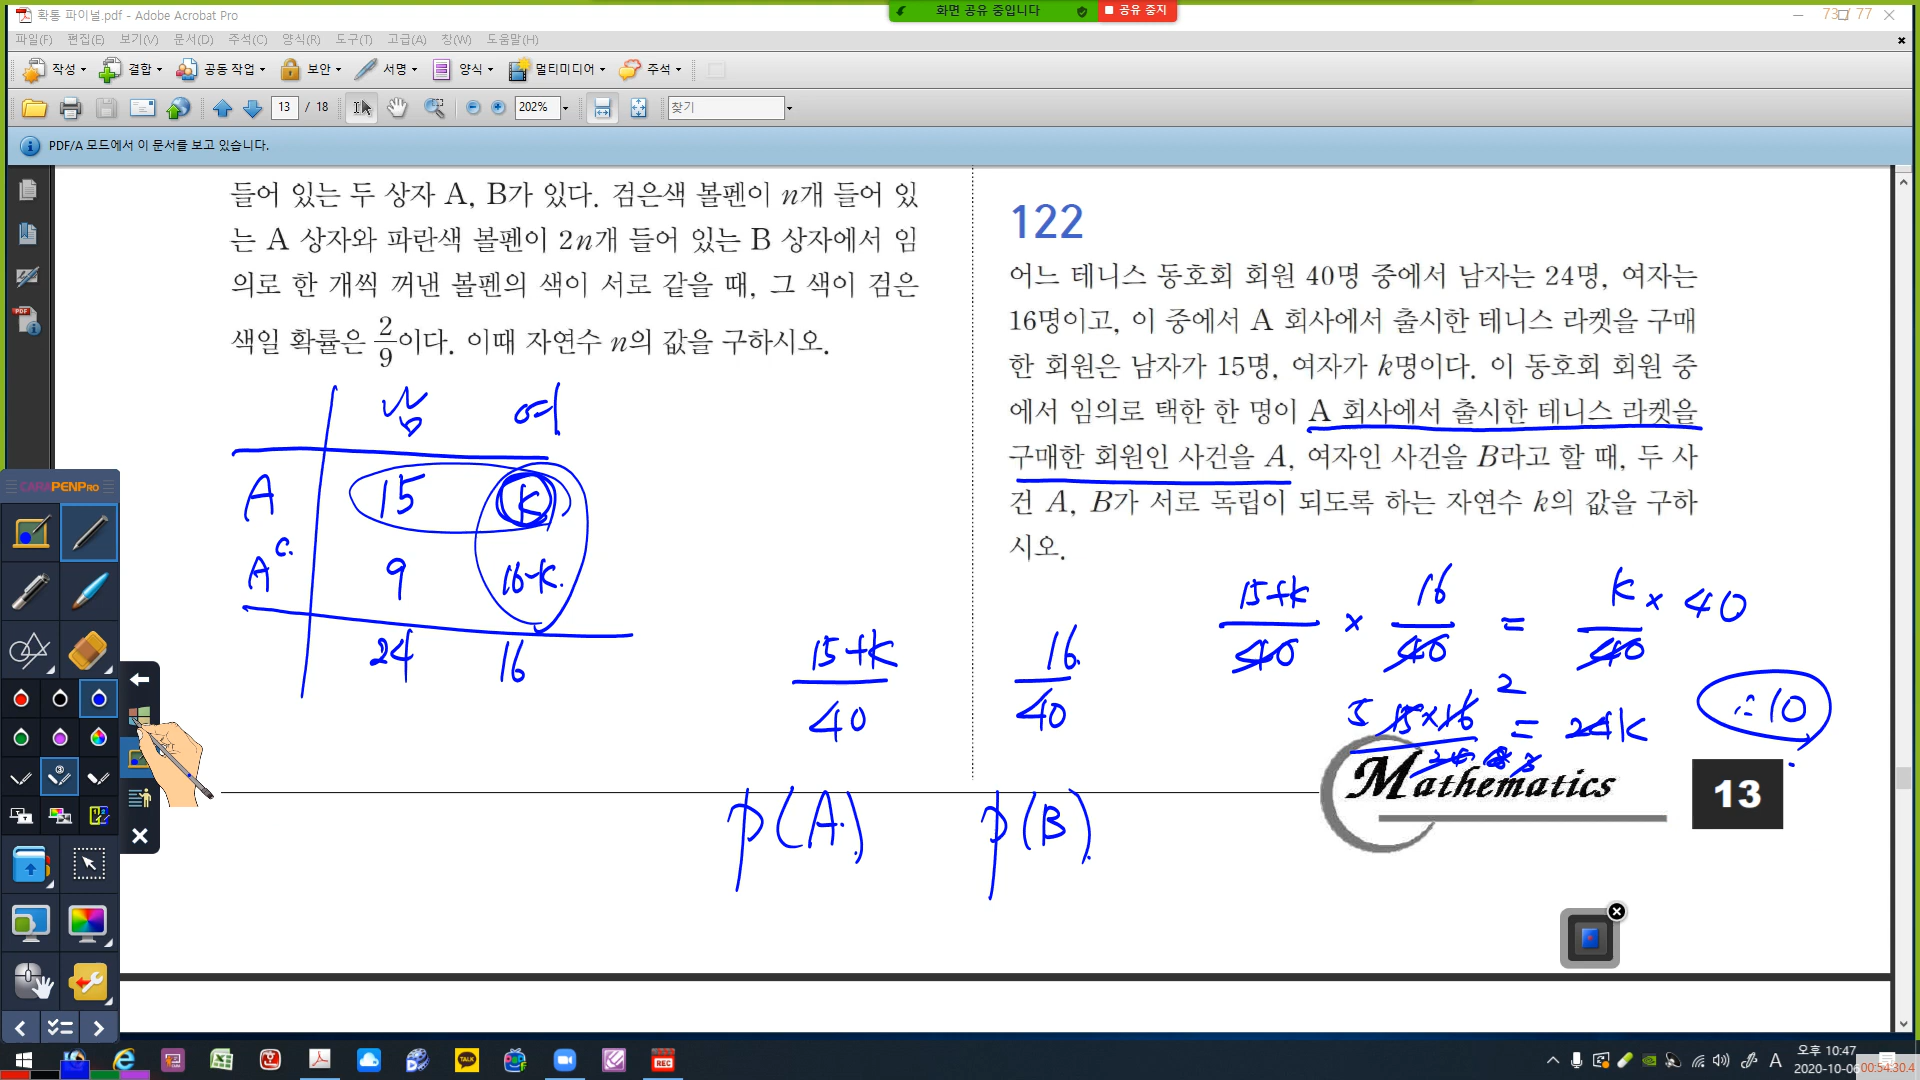 확통 파이널.pdf - Adobe Acrobat Pro
화면 공유 중입니다
공유 중지
73 / 77
파일(F) 편집(E) 보기(V) 문서(D) 주석(C) 양식(R) 도구(T) 고급(A) 창(W) 도움말(H)
작성 결합 공동 작업 보안 서명 양식 멀티미디어 주석
13 / 18 202% 찾기
PDF/A 모드에서 이 문서를 보고 있습니다.
들어 있는 두 상자 A, B가 있다. 검은색 볼펜이 n개 들어 있
는 A 상자와 파란색 볼펜이 2n개 들어 있는 B 상자에서 임
의로 한 개씩 꺼낸 볼펜의 색이 서로 같을 때, 그 색이 검은
색일 확률은 2/9이다. 이때 자연수 n의 값을 구하시오.
남 여
A 15 k
A^c. 9 16-k.
24 16
15+k/40 16/40
P(A) P(B)
122
어느 테니스 동호회 회원 40명 중에서 남자는 24명, 여자는
16명이고, 이 중에서 A 회사에서 출시한 테니스 라켓을 구매
한 회원은 남자가 15명, 여자가 k명이다. 이 동호회 회원 중
에서 임의로 택한 한 명이 A 회사에서 출시한 테니스 라켓을
구매한 회원인 사건을 A, 여자인 사건을 B라고 할 때, 두 사
건 A, B가 서로 독립이 되도록 하는 자연수 k의 값을 구하
시오.
15+k/40 × 16/40 = k/40 × 40
5 15×16 2 = 24k
∴10
Mathematics
13
CARAPENPRO
오후 10:47
2020-10-06
00:54:30.4